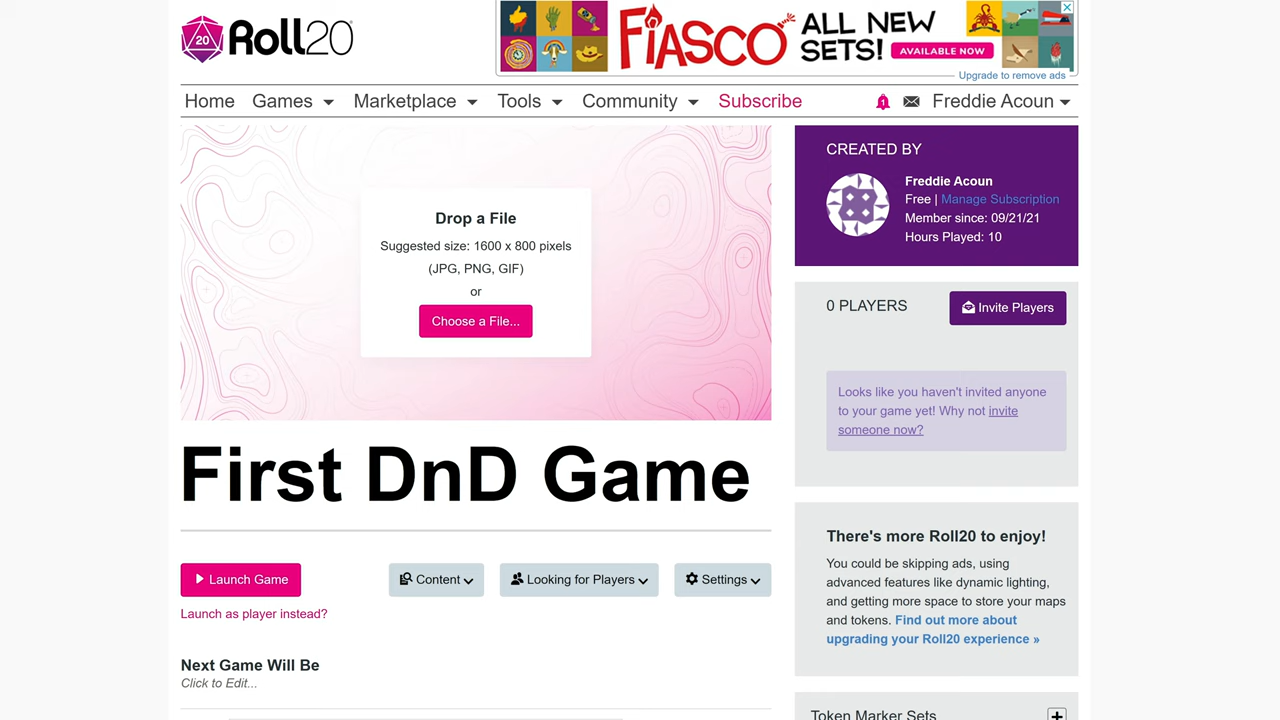 20
Roll20
FiASCO
ALL NEW
SETS!
AVAILABLE NOW
Upgrade to remove ads
Home Games Marketplace Tools Community Subscribe 1 Freddie Acoun
Drop a File
Suggested size: 1600 x 800 pixels
(JPG, PNG, GIF)
or
Choose a File...
CREATED BY
Freddie Acoun
Free | Manage Subscription
Member since: 09/21/21
Hours Played: 10
0 PLAYERS
Invite Players
Looks like you haven't invited anyone
to your game yet! Why not invite
someone now?
First DnD Game
Launch Game Content Looking for Players Settings
Launch as player instead?
Next Game Will Be
Click to Edit...
There's more Roll20 to enjoy!
You could be skipping ads, using
advanced features like dynamic lighting,
and getting more space to store your maps
and tokens. Find out more about
upgrading your Roll20 experience »
Token Marker Sets